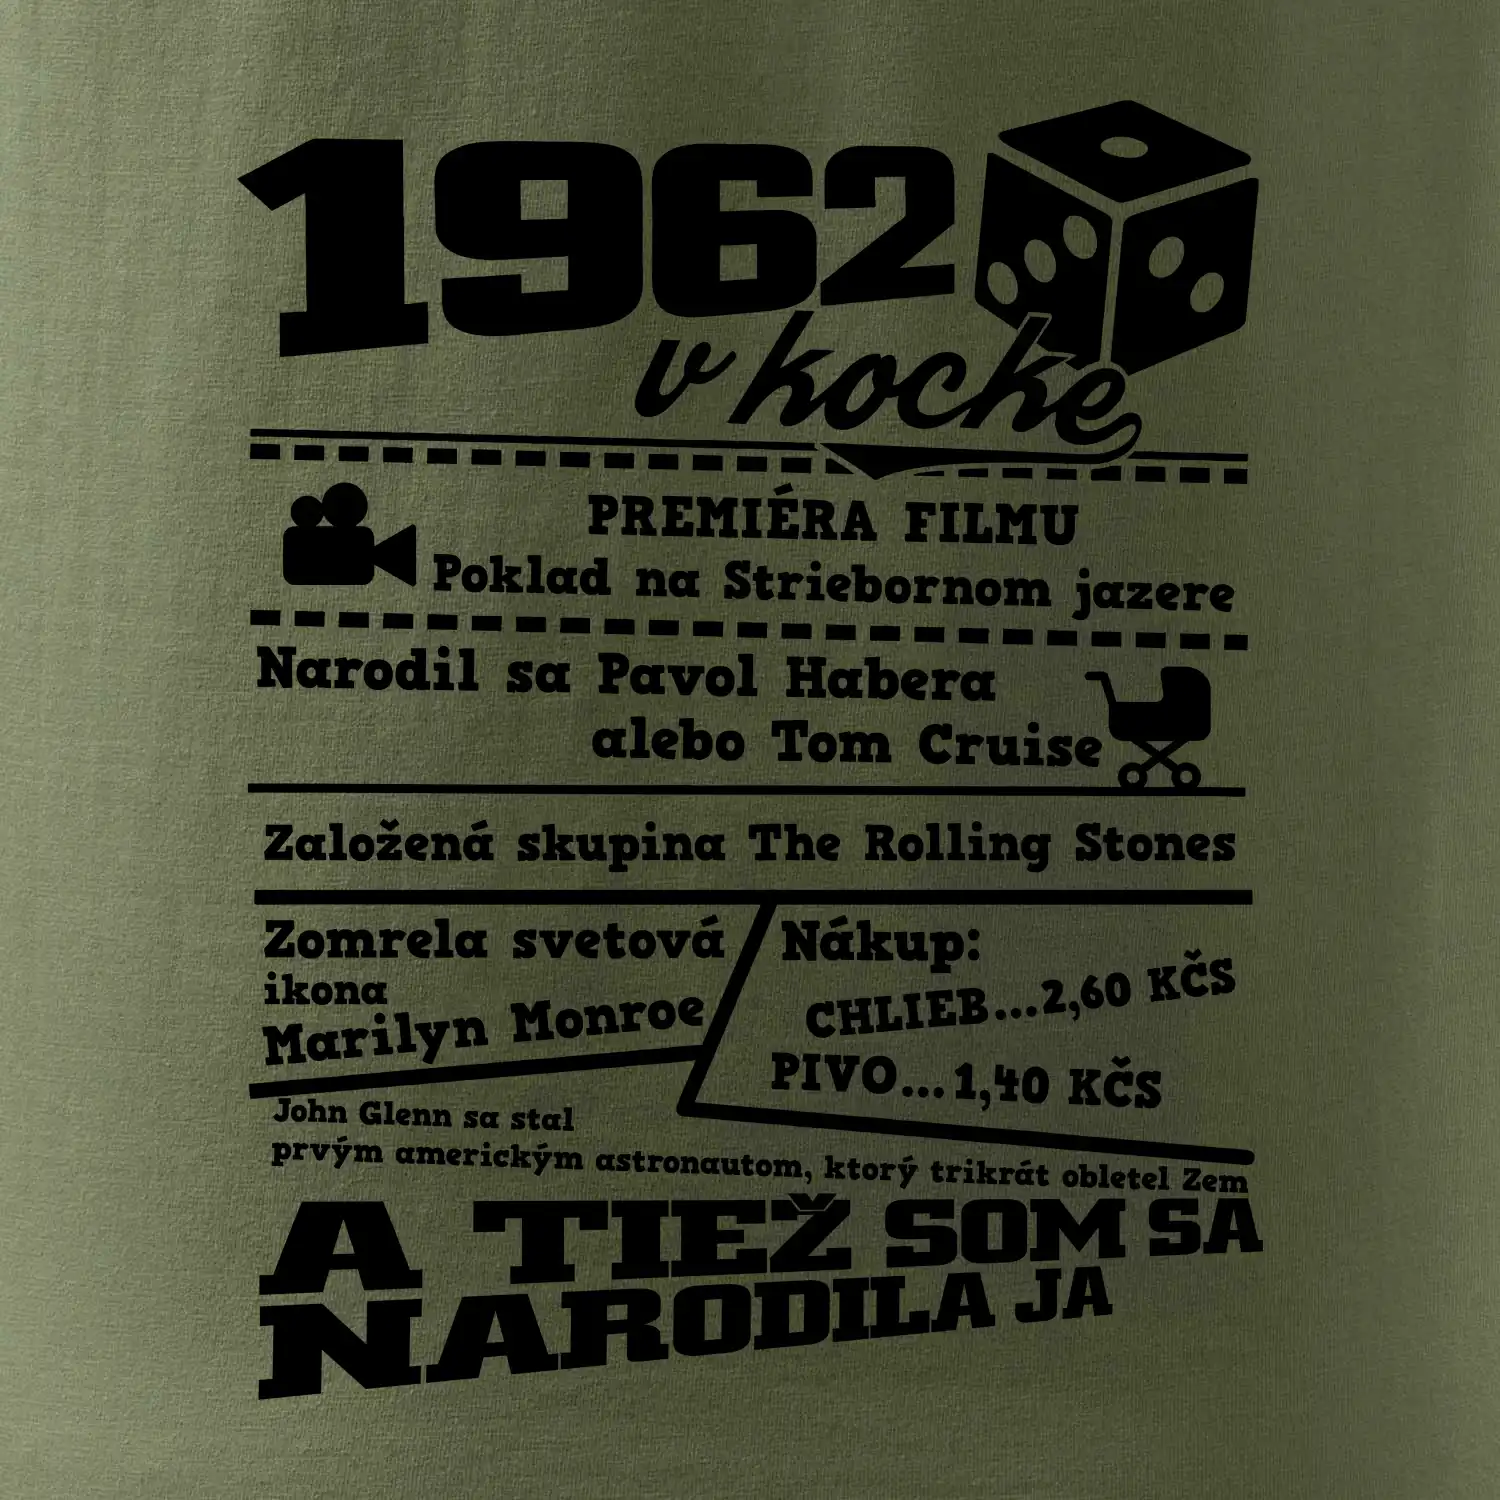 1962
v kocke
PREMIÉRA FILMU
Poklad na Striebornom jazere
Narodil sa Pavol Habera
alebo Tom Cruise
Založená skupina The Rolling Stones
Zomrela svetová
ikona
Marilyn Monroe
Nákup:
CHLIEB...2,60 KČS
PIVO...1,40 KČS
John Glenn sa stal
prvým americkým astronautom, ktorý trikrát obletel Zem
A TIEŽ SOM SA
NARODILA JA